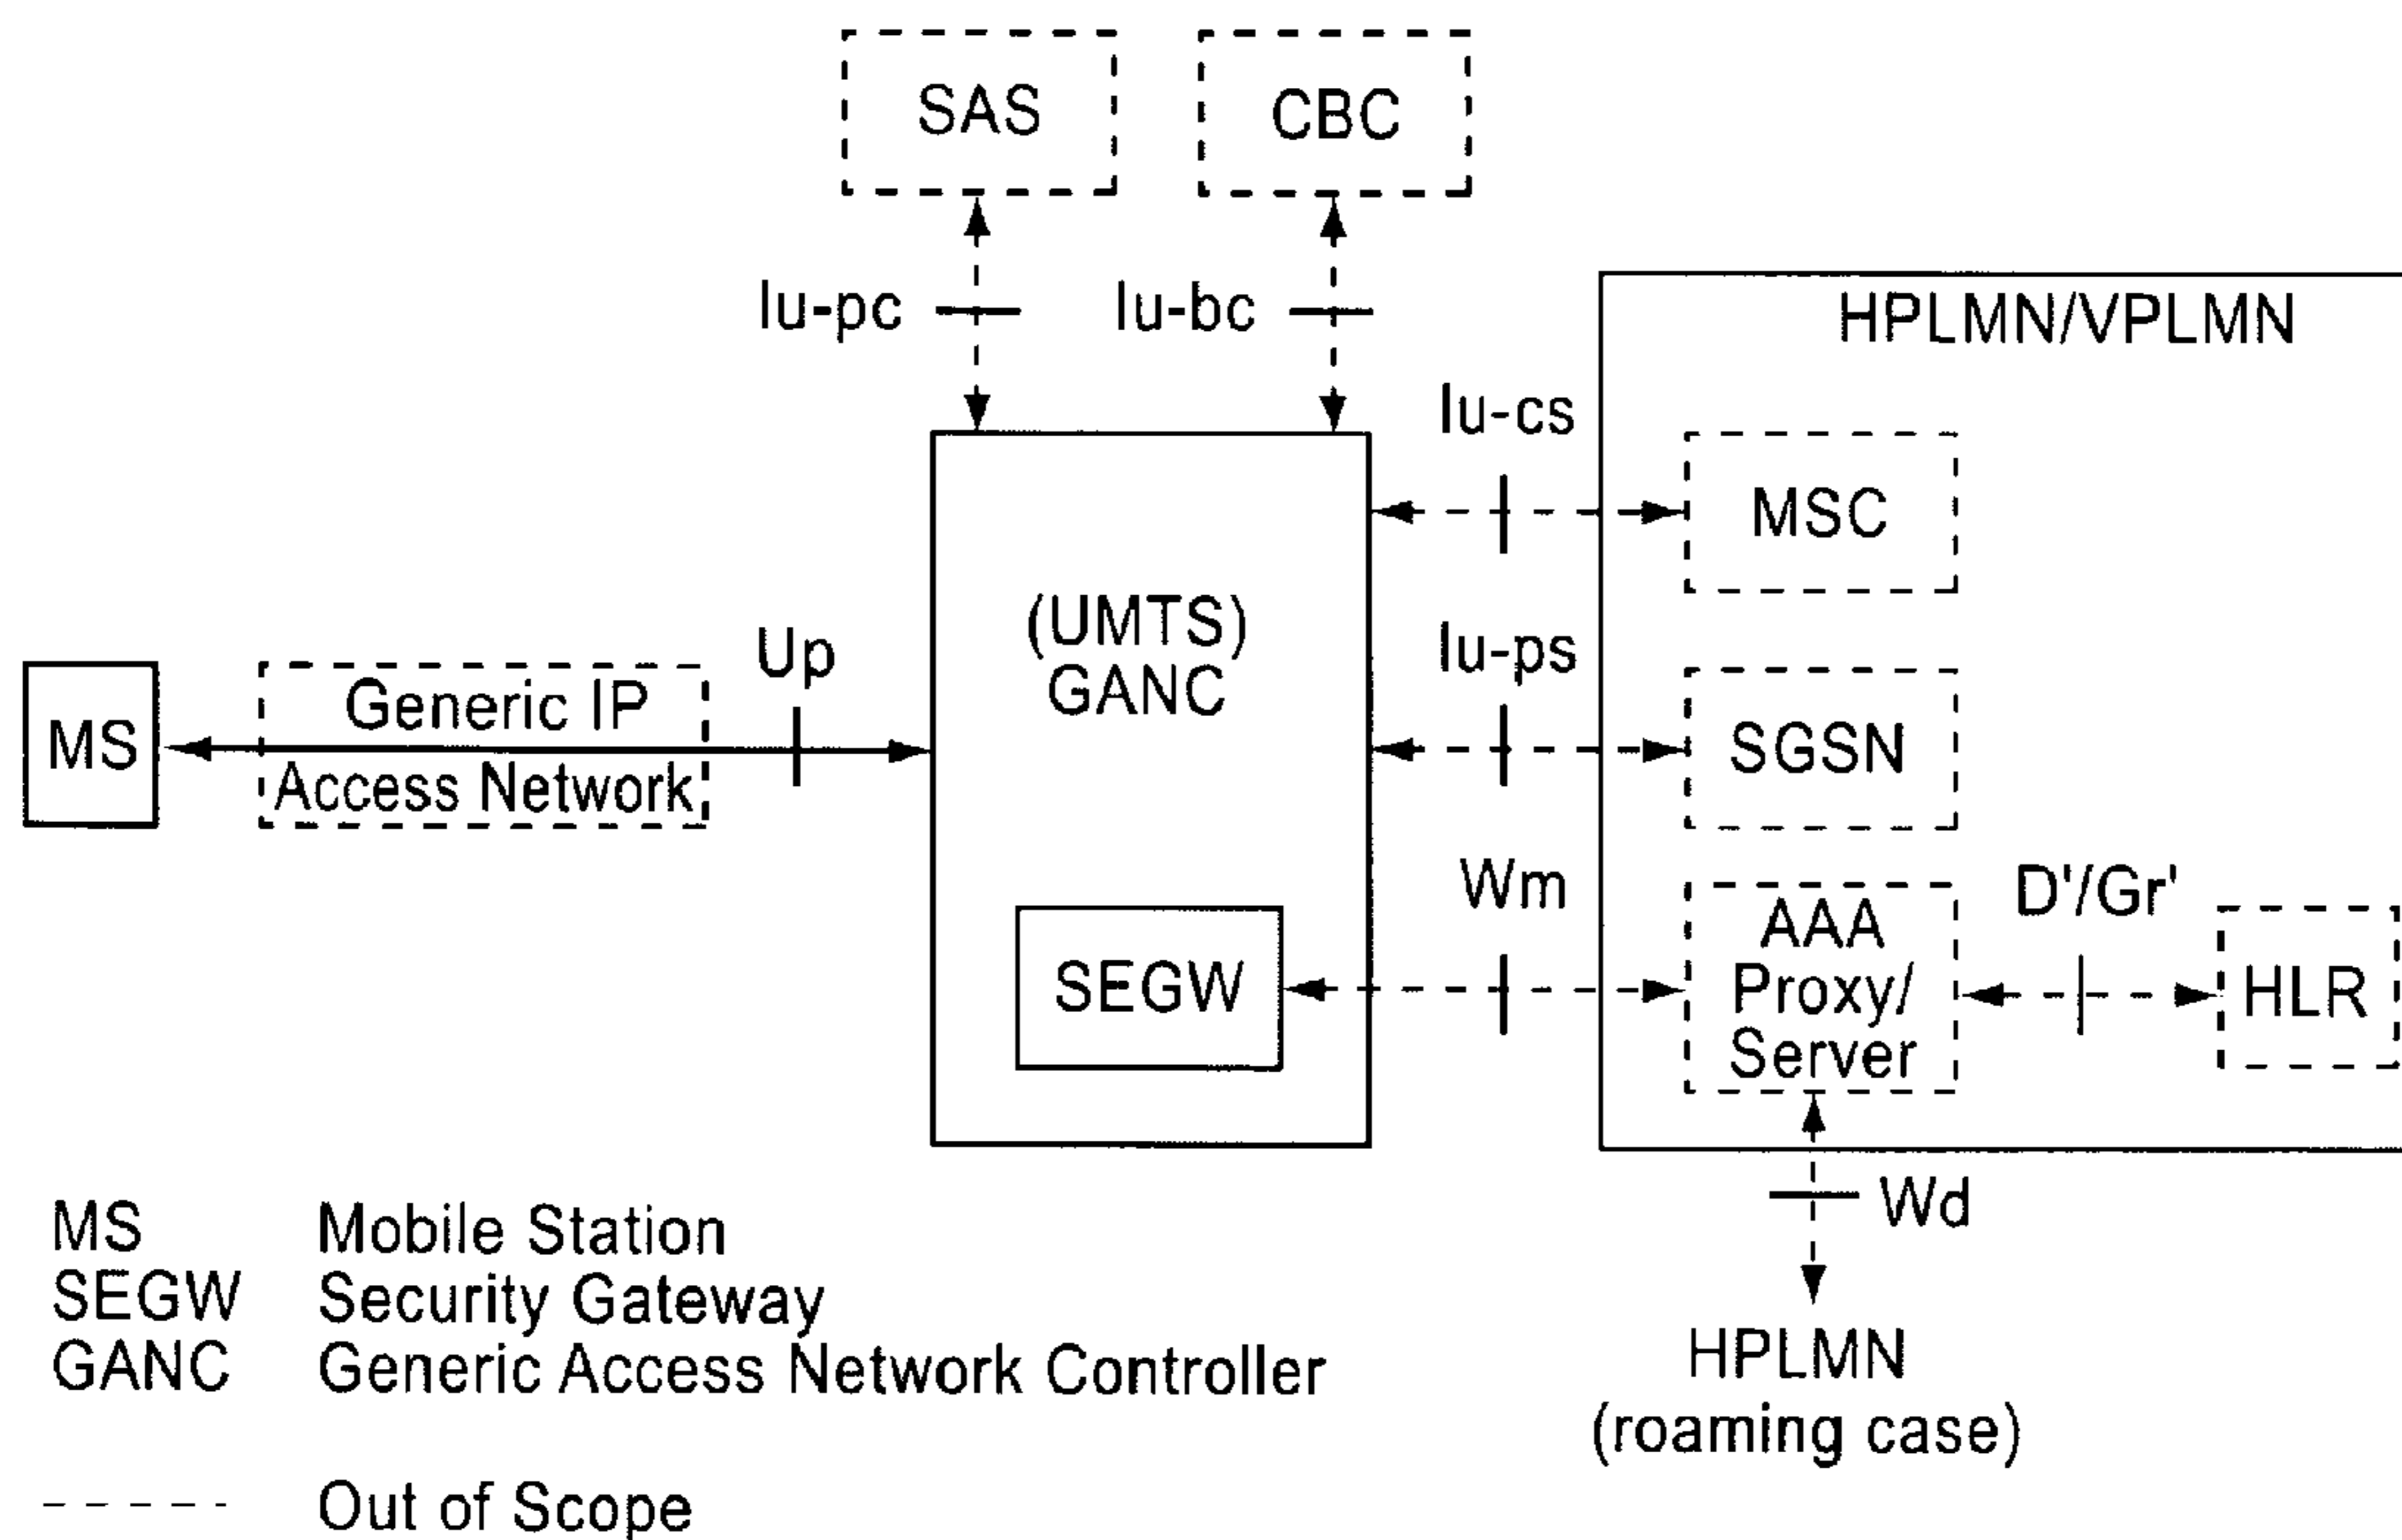 SAS
CBC
Iu-pc
Iu-bc
HPLMN/VPLMN
Iu-cs
MSC
(UMTS)
GANC
Up
Iu-ps
MS
Generic IP
Access Network
SGSN
Wm
D'/Gr'
SEGW
AAA
Proxy/
Server
HLR
Wd
HPLMN
(roaming case)
MS Mobile Station
SEGW Security Gateway
GANC Generic Access Network Controller
Out of Scope